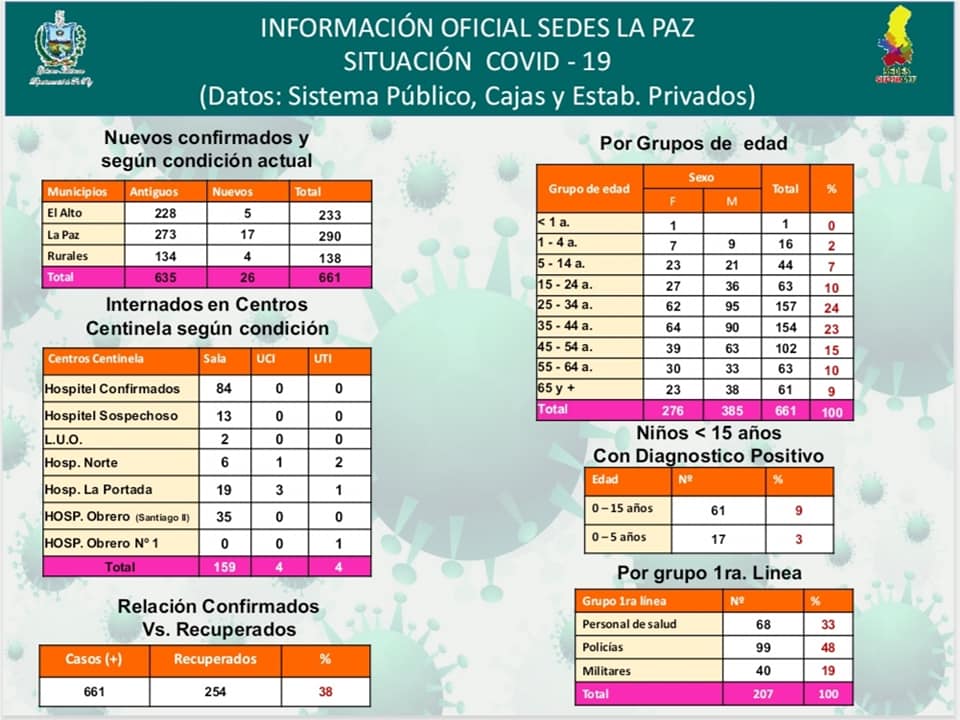 INFORMACIÓN OFICIAL SEDES LA PAZ
SITUACIÓN COVID - 19
(Datos: Sistema Público, Cajas y Estab. Privados)
SEDES
Nuevos confirmados y
según condición actual
Municipios Antiguos Nuevos Total
El Alto 228 5 233
La Paz 273 17 290
Rurales 134 4 138
Total 635 26 661
Internados en Centros
Centinela según condición
Centros Centinela Sala UCI UTI
Hospitel Confirmados 84 0 0
Hospitel Sospechoso 13 0 0
L.U.O. 2 0 0
Hosp. Norte 6 1 2
Hosp. La Portada 19 3 1
HOSP. Obrero (Santiago II) 35 0 0
HOSP. Obrero Nº 1 0 0 1
Total 159 4 4
Relación Confirmados
Vs. Recuperados
Casos (+) Recuperados %
661 254 38
Por Grupos de edad
Grupo de edad Sexo Total %
F M
< 1 a. 1 1 0
1 - 4 a. 7 9 16 2
5 - 14 a. 23 21 44 7
15 - 24 a. 27 36 63 10
25 - 34 a. 62 95 157 24
35 - 44 a. 64 90 154 23
45 - 54 a. 39 63 102 15
55 - 64 a. 30 33 63 10
65 y + 23 38 61 9
Total 276 385 661 100
Niños < 15 años
Con Diagnostico Positivo
Edad Nº %
0 – 15 años 61 9
0 – 5 años 17 3
Por grupo 1ra. Linea
Grupo 1ra línea Nº %
Personal de salud 68 33
Policías 99 48
Militares 40 19
Total 207 100